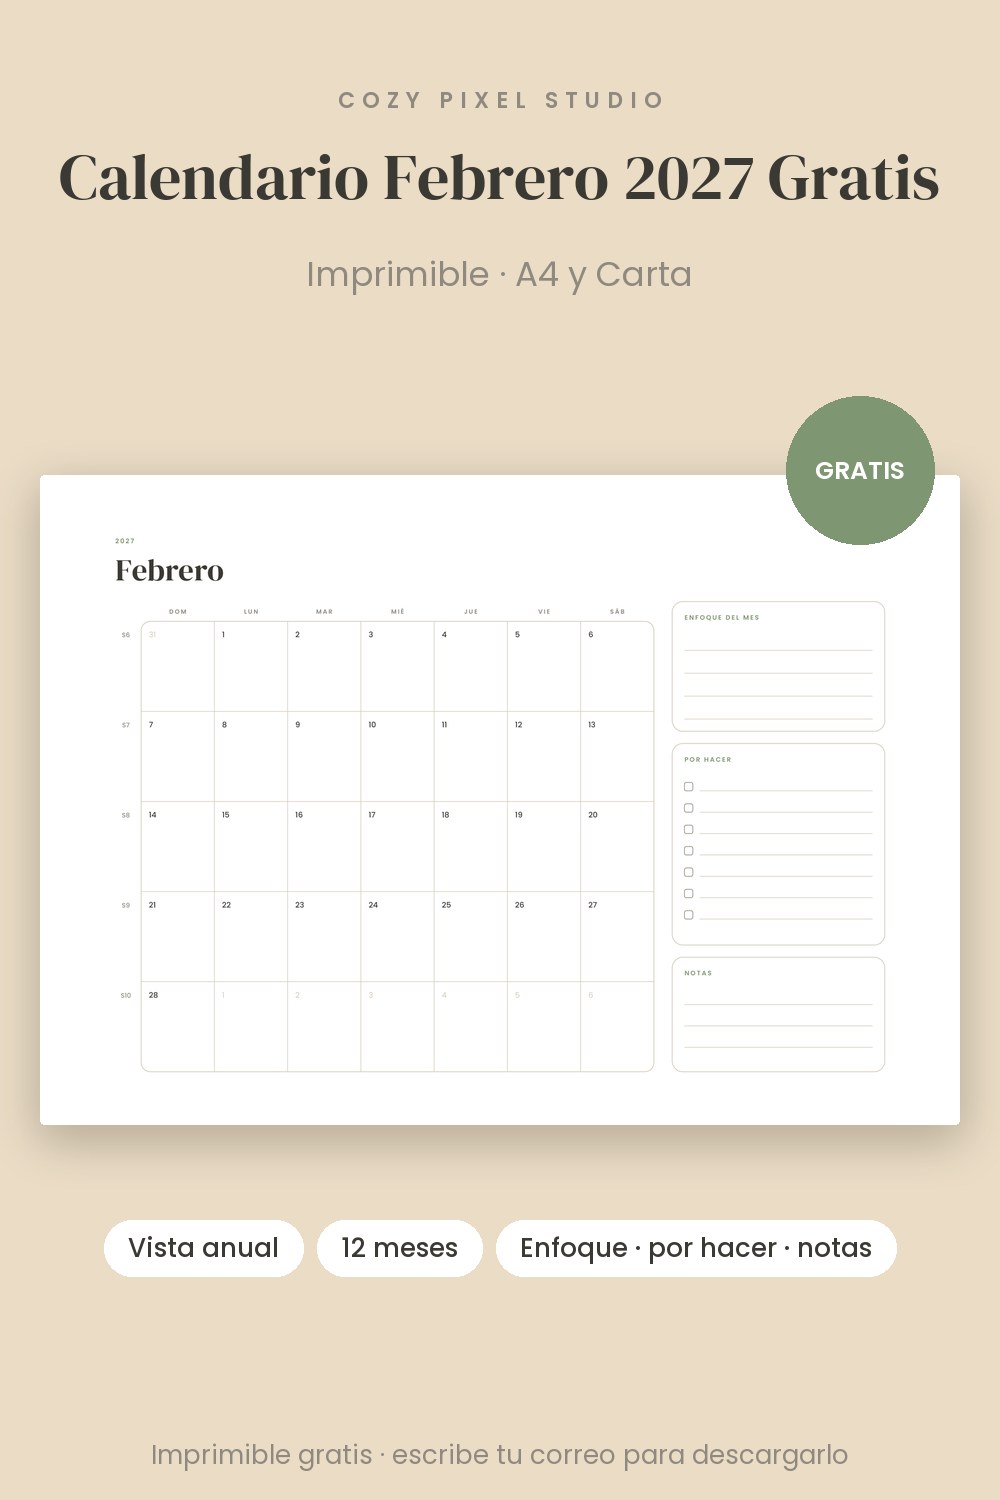 COZY PIXEL STUDIO
Calendario Febrero 2027 Gratis
Imprimible · A4 y Carta
GRATIS
2027
Febrero
DOM LUN MAR MIÉ JUE VIE SÁB
S6 31 1 2 3 4 5 6
S7 7 8 9 10 11 12 13
S8 14 15 16 17 18 19 20
S9 21 22 23 24 25 26 27
S10 28 1 2 3 4 5 6
ENFOQUE DEL MES
POR HACER
NOTAS
Vista anual
12 meses
Enfoque · por hacer · notas
Imprimible gratis · escribe tu correo para descargarlo